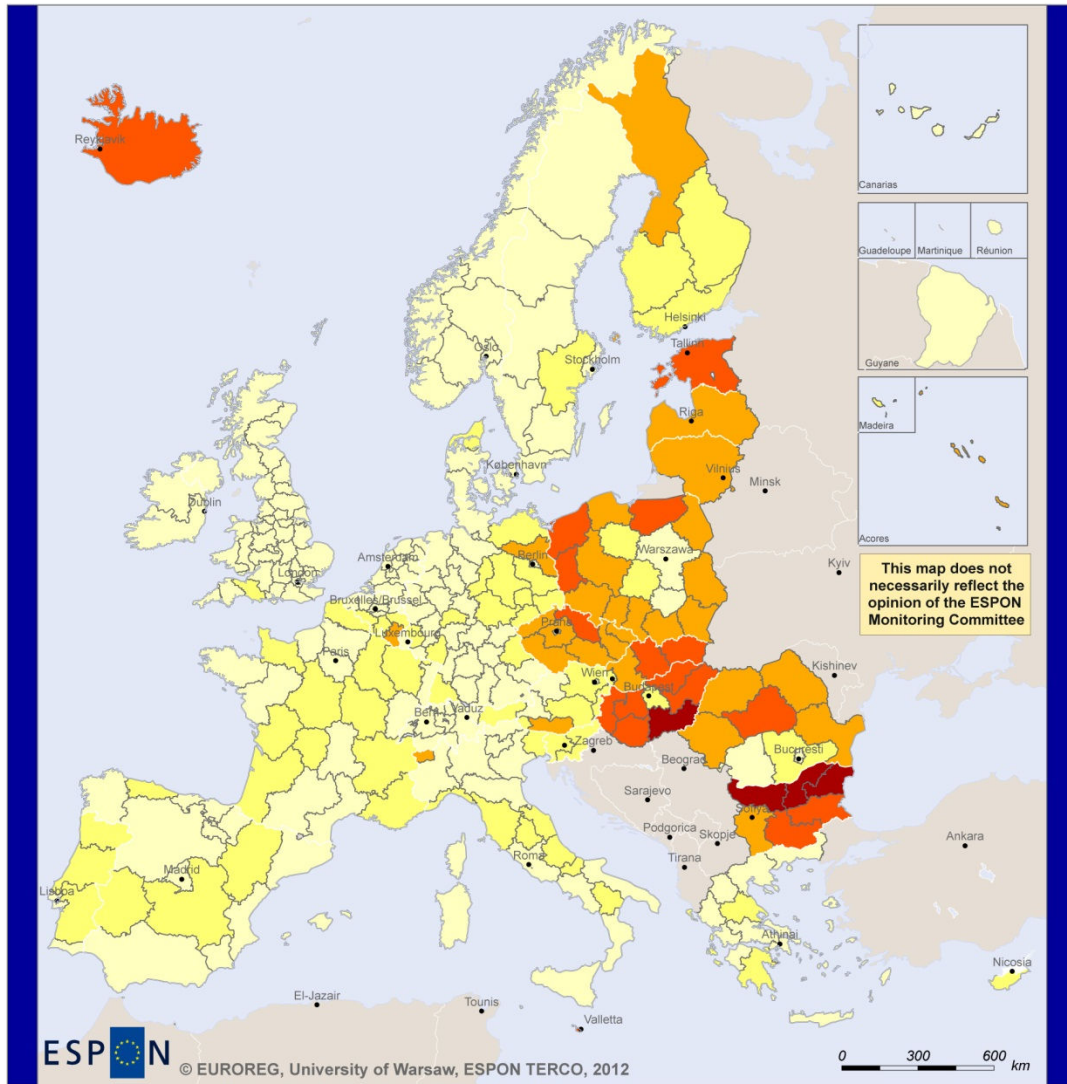 Reykjavik
Canarias
Guadeloupe
Martinique
Réunion
Guyane
Madeira
Acores
Helsinki
Tallinn
Oslo
Stockholm
Riga
København
Vilnius
Minsk
Dublin
Amsterdam
Berlin
Warszawa
London
Kyiv
This map does not
necessarily reflect the
opinion of the ESPON
Monitoring Committee
Bruxelles/Brussel
Luxembourg
Praha
Paris
Wien
Kishinev
Budapest
Bern
Vaduz
Zagreb
Bucuresti
Beograd
Sarajevo
Sofiya
Podgorica
Skopje
Ankara
Madrid
Roma
Tirana
Lisboa
Athinai
Nicosia
El-Jazair
Tounis
Valletta
ESPON
© EUROREG, University of Warsaw, ESPON TERCO, 2012
0 300 600
km